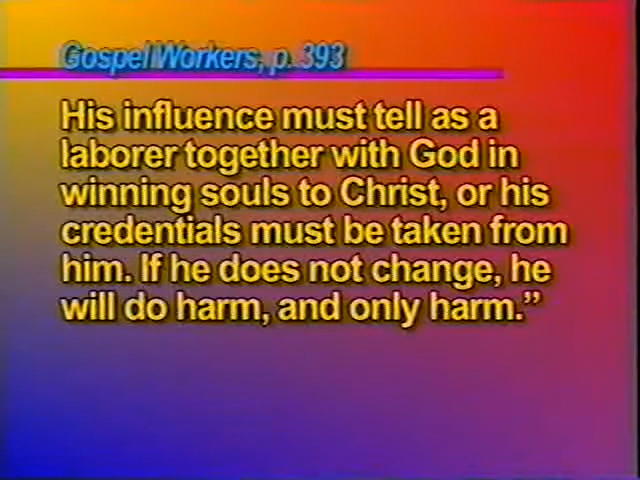 Gospel Workers, p. 393
His influence must tell as a
laborer together with God in
winning souls to Christ, or his
credentials must be taken from
him. If he does not change, he
will do harm, and only harm.”